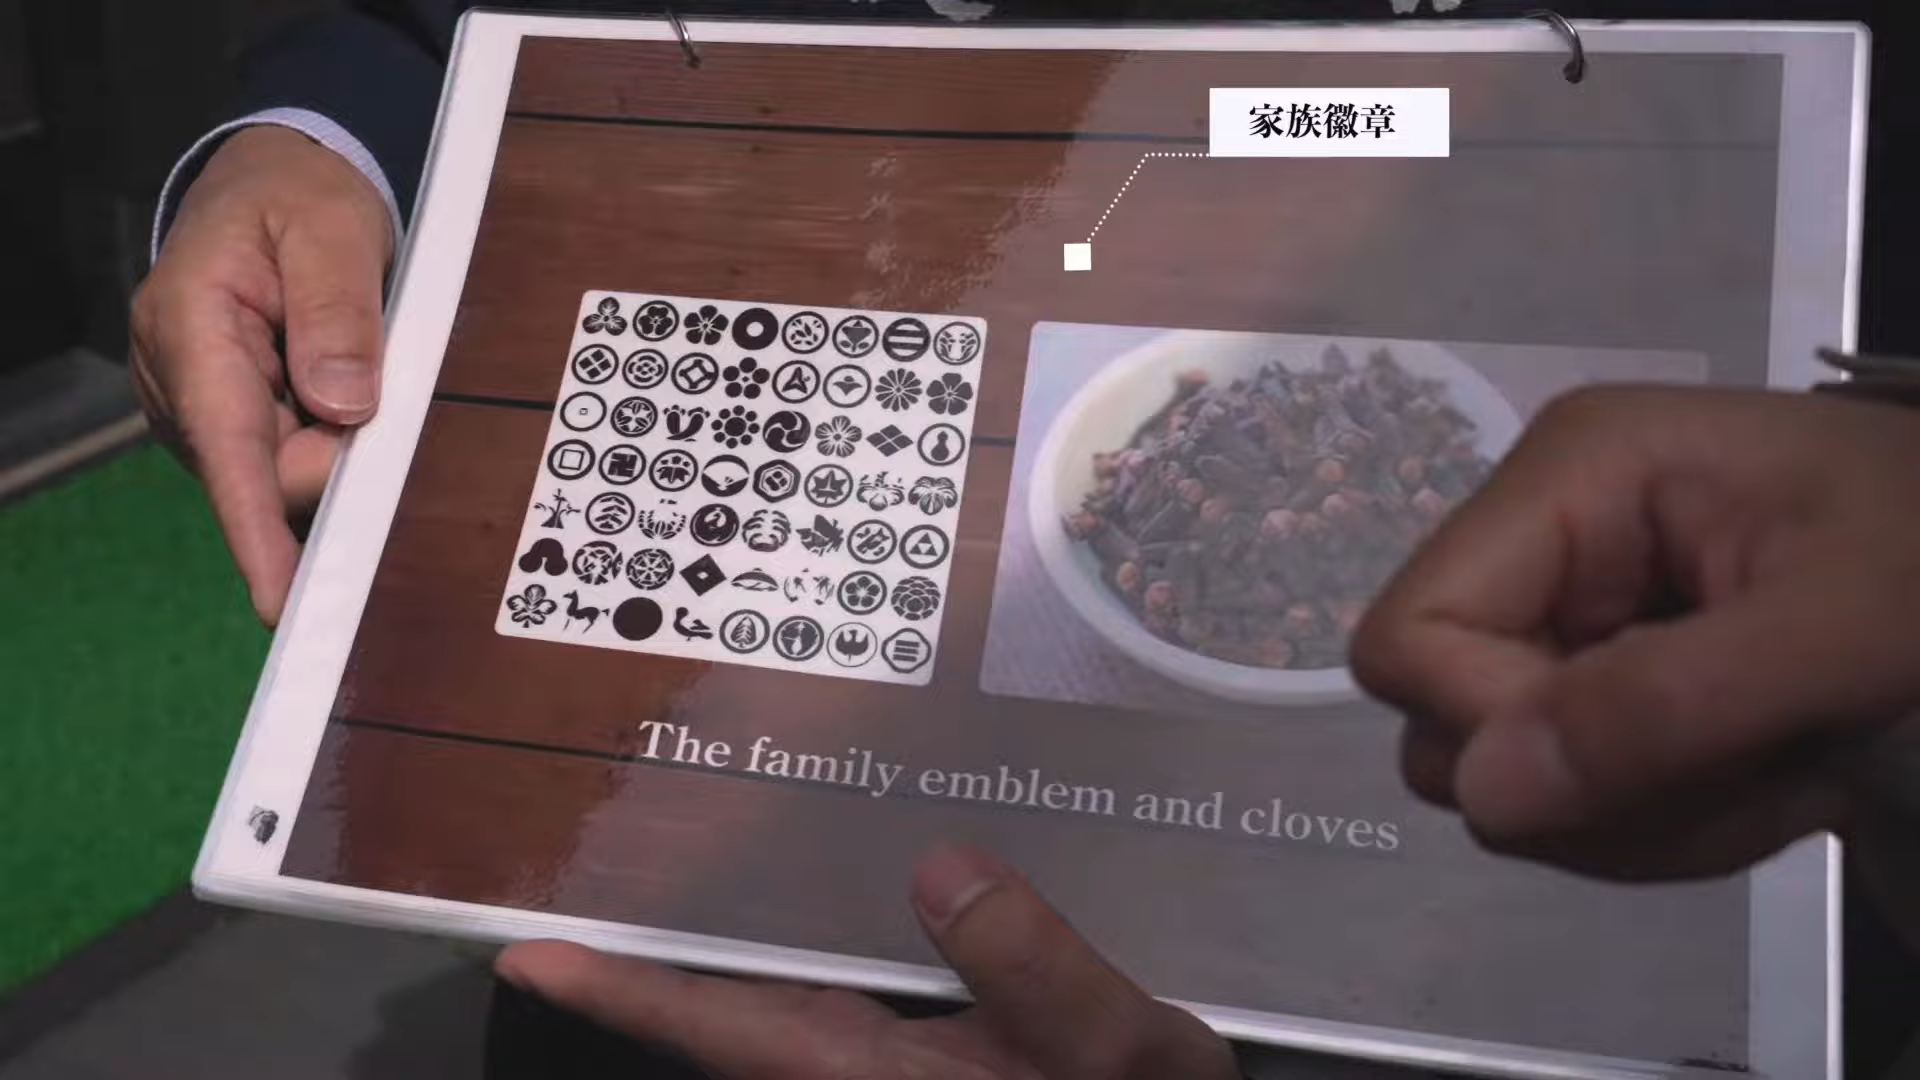 家族徽章
The family emblem and cloves